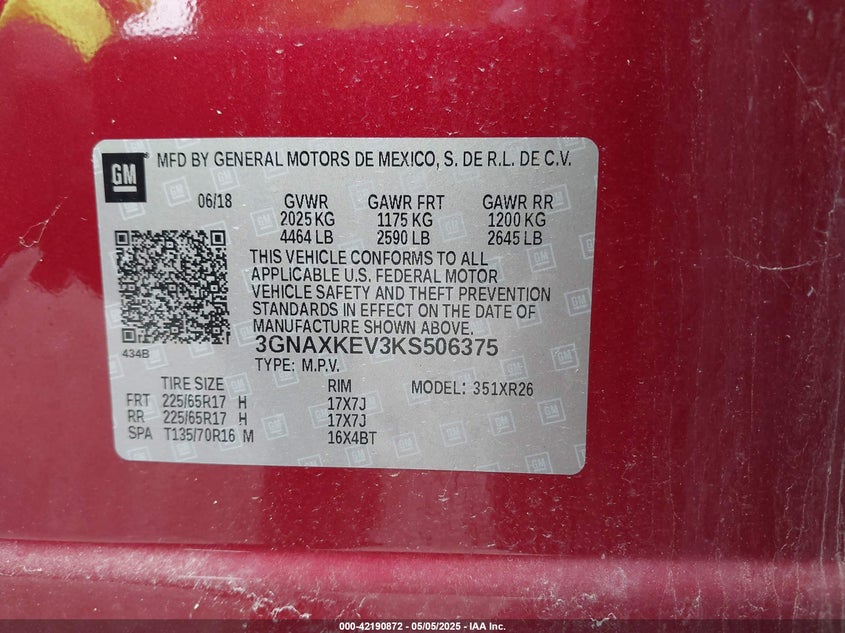 GM
MFD BY GENERAL MOTORS DE MEXICO, S. DE R.L. DE C.V.
06/18 GVWR GAWR FRT GAWR RR
2025 KG 1175 KG 1200 KG
4464 LB 2590 LB 2645 LB
THIS VEHICLE CONFORMS TO ALL
APPLICABLE U.S. FEDERAL MOTOR
VEHICLE SAFETY AND THEFT PREVENTION
STANDARDS IN EFFECT ON THE DATE OF
MANUFACTURE SHOWN ABOVE.
434B
3GNAXKEV3KS506375
TYPE: M.P.V.
TIRE SIZE RIM MODEL: 351XR26
FRT 225/65R17 H 17X7J
RR 225/65R17 H 17X7J
SPA T135/70R16 M 16X4BT
000-42190872 - 05/05/2025 - IAA Inc.